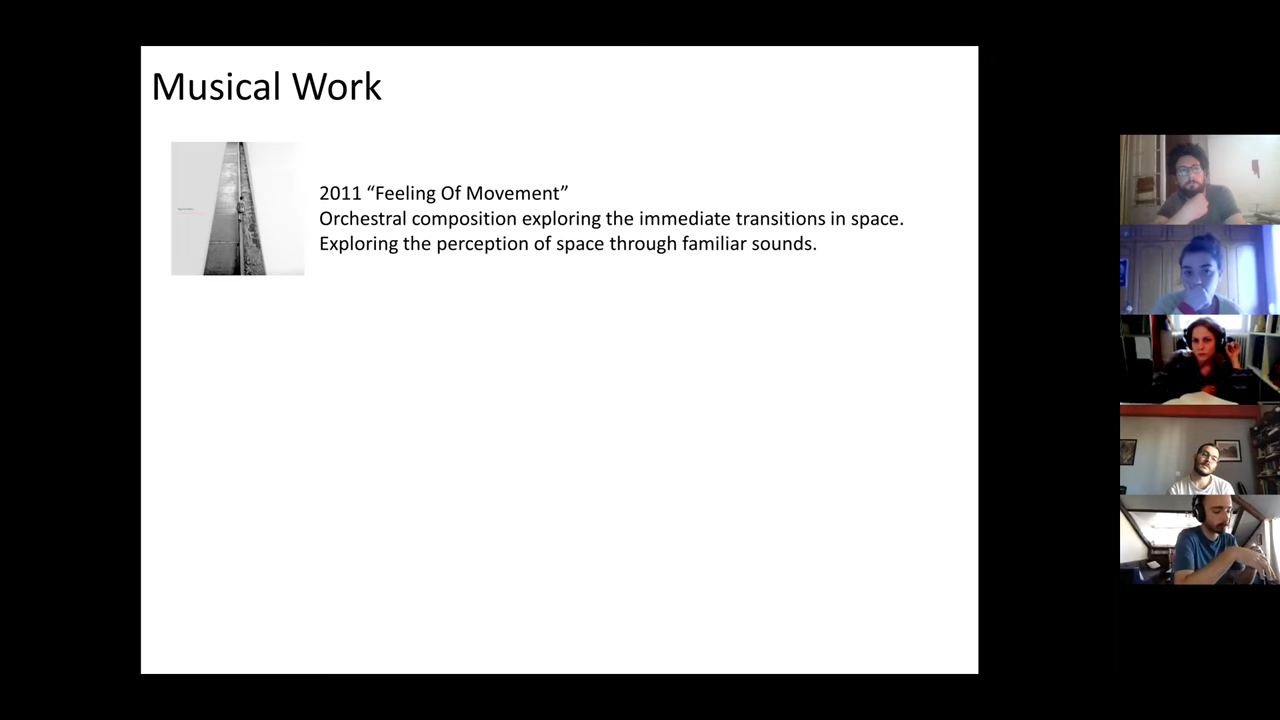 Musical Work
2011 “Feeling Of Movement”
Orchestral composition exploring the immediate transitions in space.
Exploring the perception of space through familiar sounds.